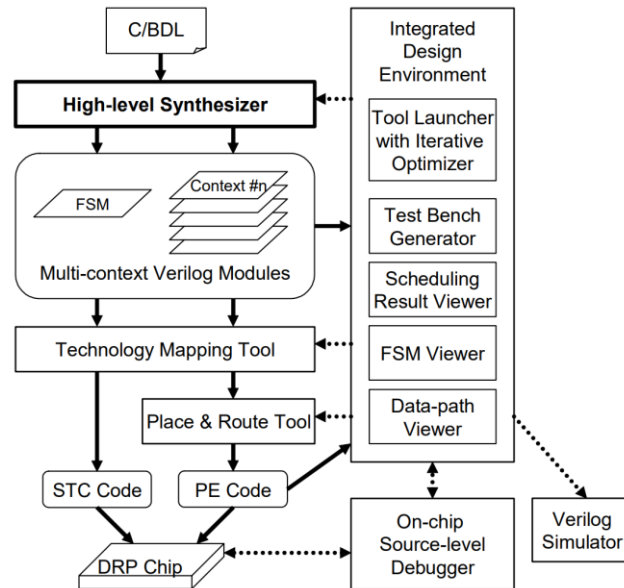 C/BDL
High-level Synthesizer
FSM
Context #n
Multi-context Verilog Modules
Technology Mapping Tool
Place & Route Tool
STC Code
PE Code
DRP Chip
Integrated
Design
Environment
Tool Launcher
with Iterative
Optimizer
Test Bench
Generator
Scheduling
Result Viewer
FSM Viewer
Data-path
Viewer
On-chip
Source-level
Debugger
Verilog
Simulator